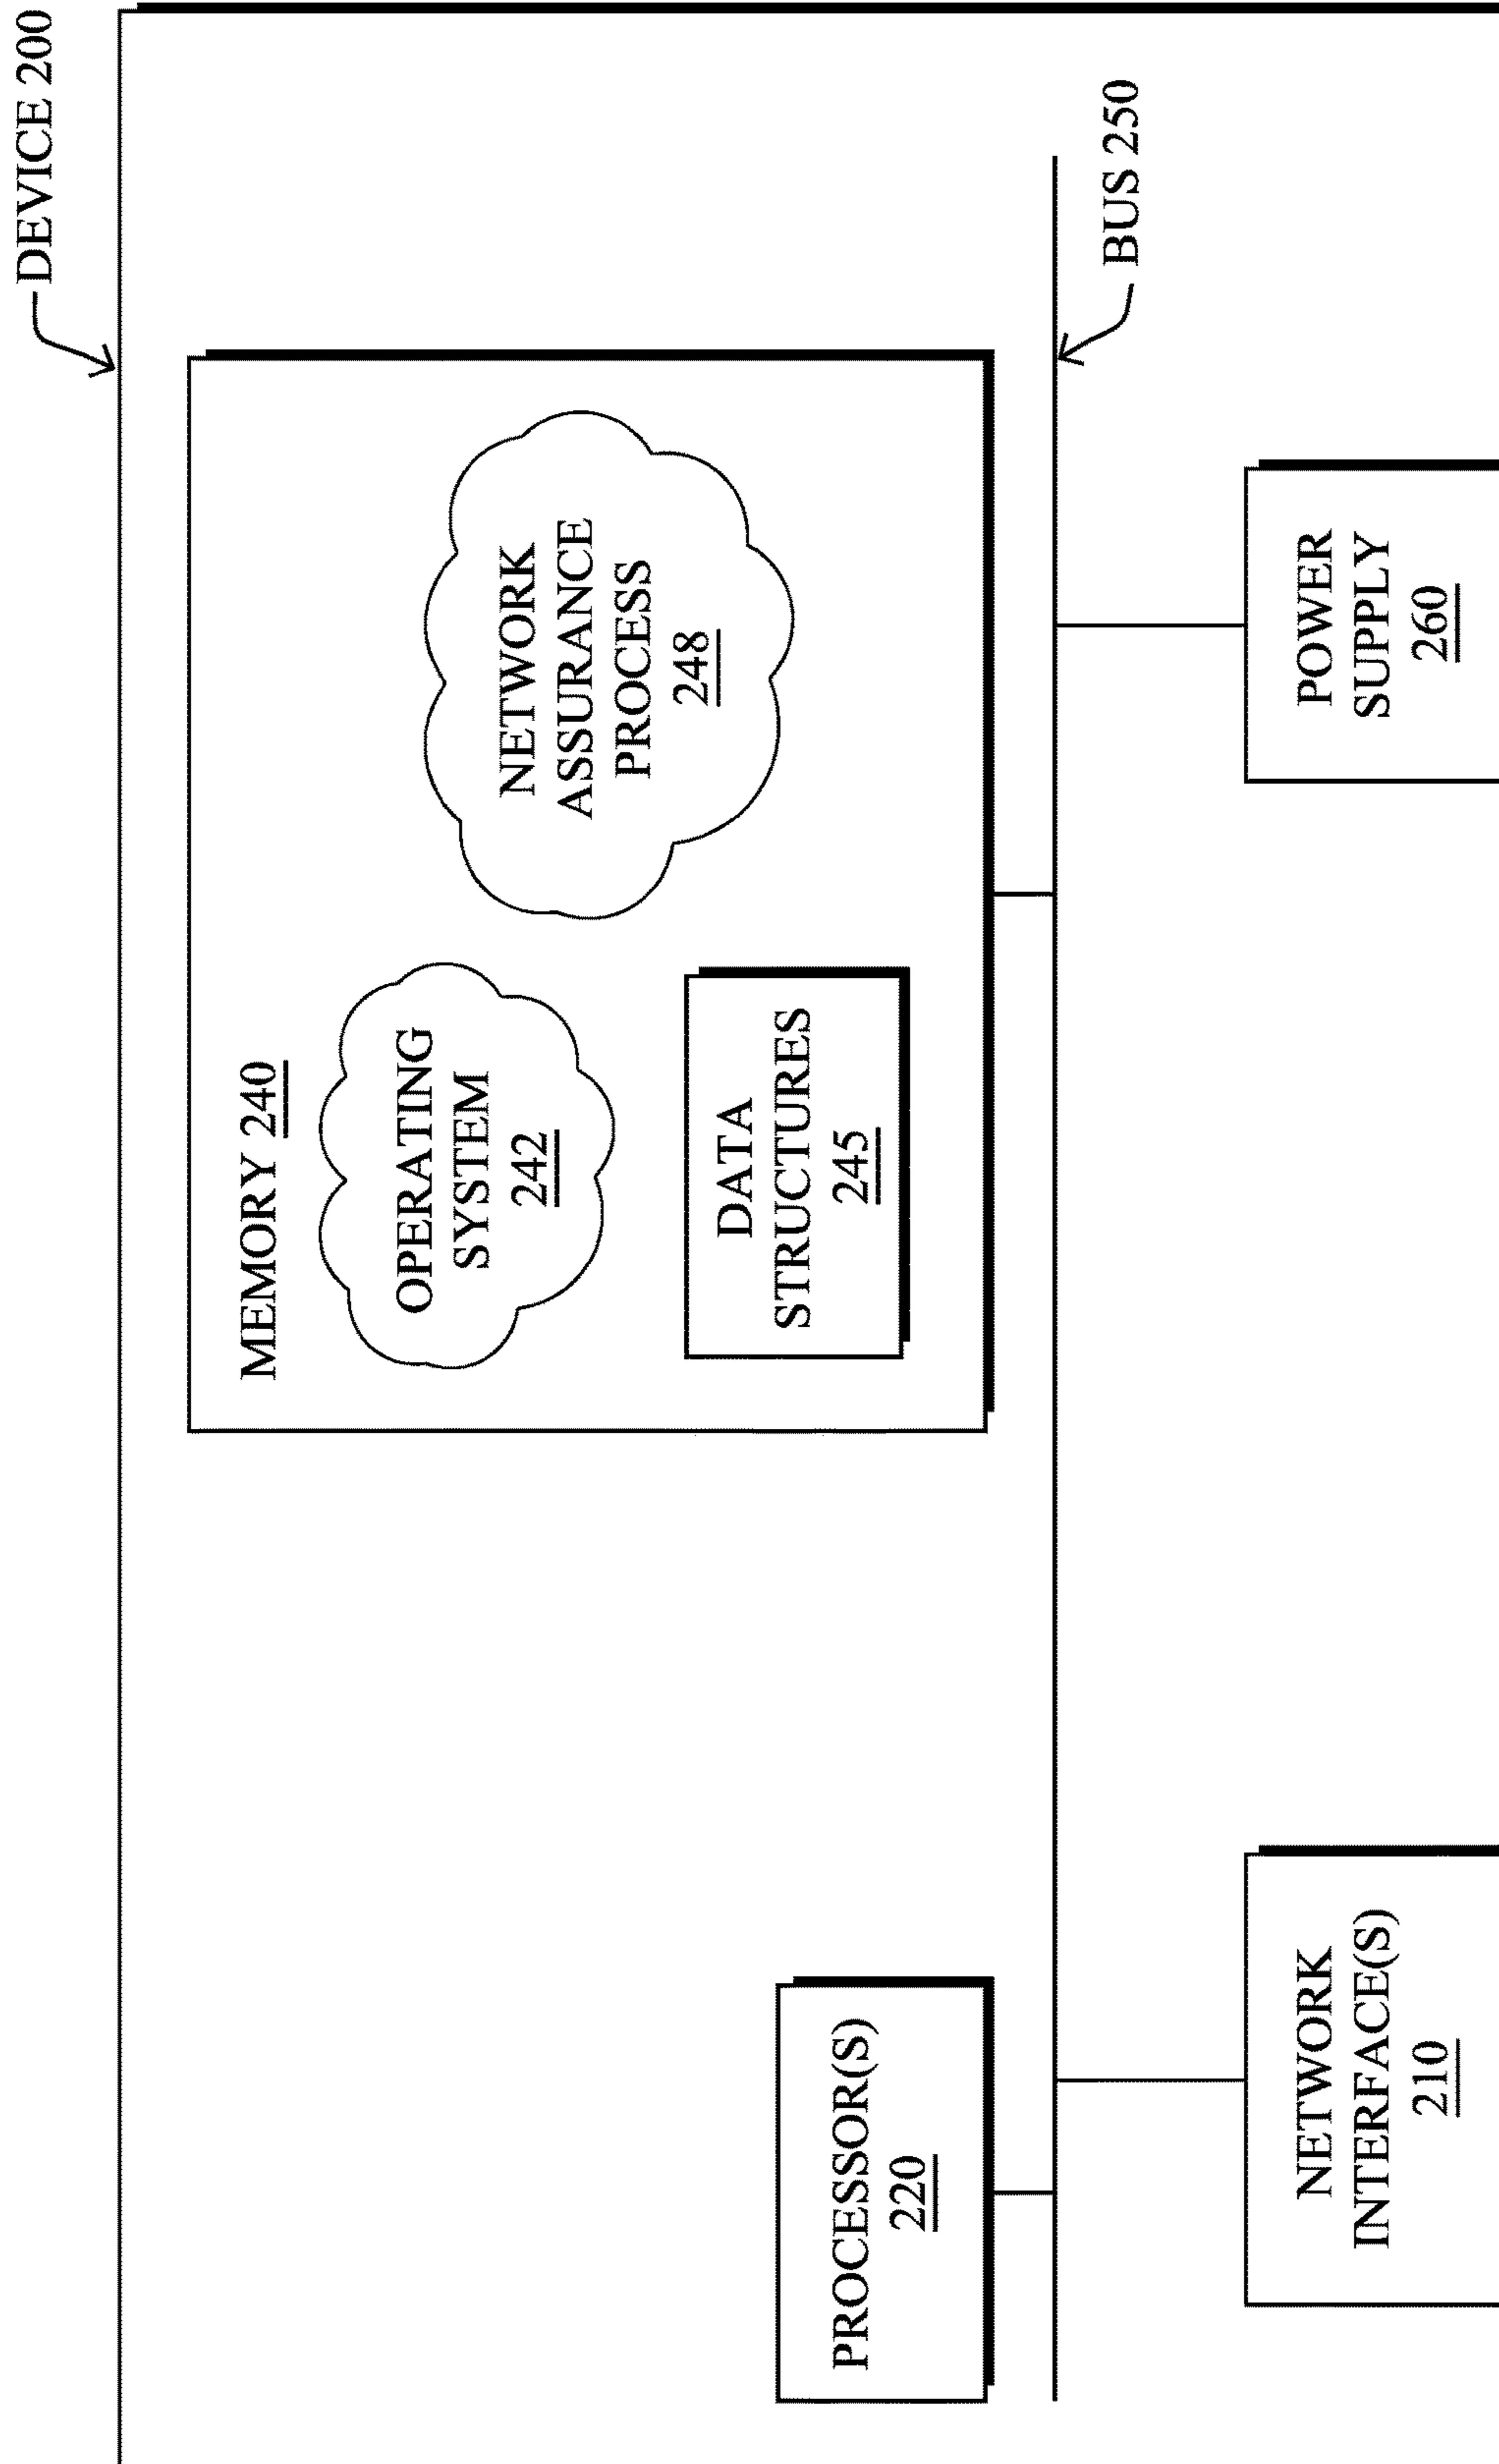 DEVICE 200
MEMORY 240
OPERATING
SYSTEM
242
NETWORK
ASSURANCE
PROCESS
248
DATA
STRUCTURES
245
PROCESSOR(S)
220
BUS 250
NETWORK
INTERFACE(S)
210
POWER
SUPPLY
260